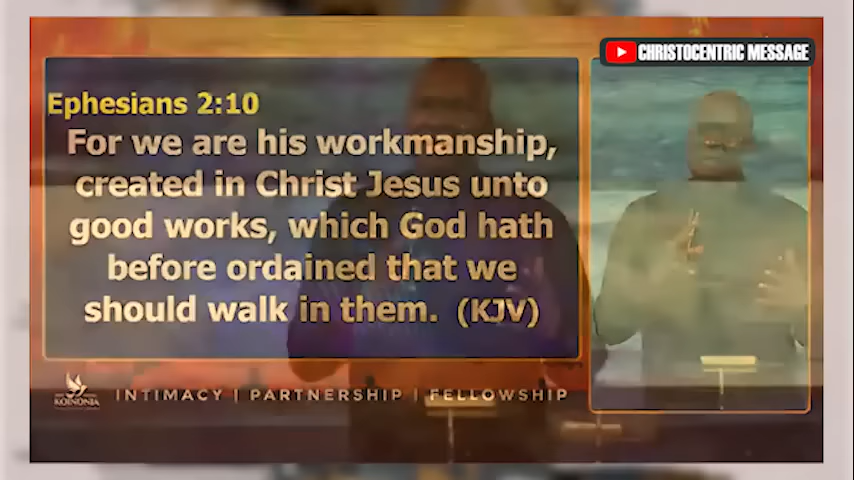 CHRISTOCENTRIC MESSAGE
Ephesians 2:10
For we are his workmanship,
created in Christ Jesus unto
good works, which God hath
before ordained that we
should walk in them. (KJV)
KOINONIA
INTIMACY | PARTNERSHIP | FELLOWSHIP